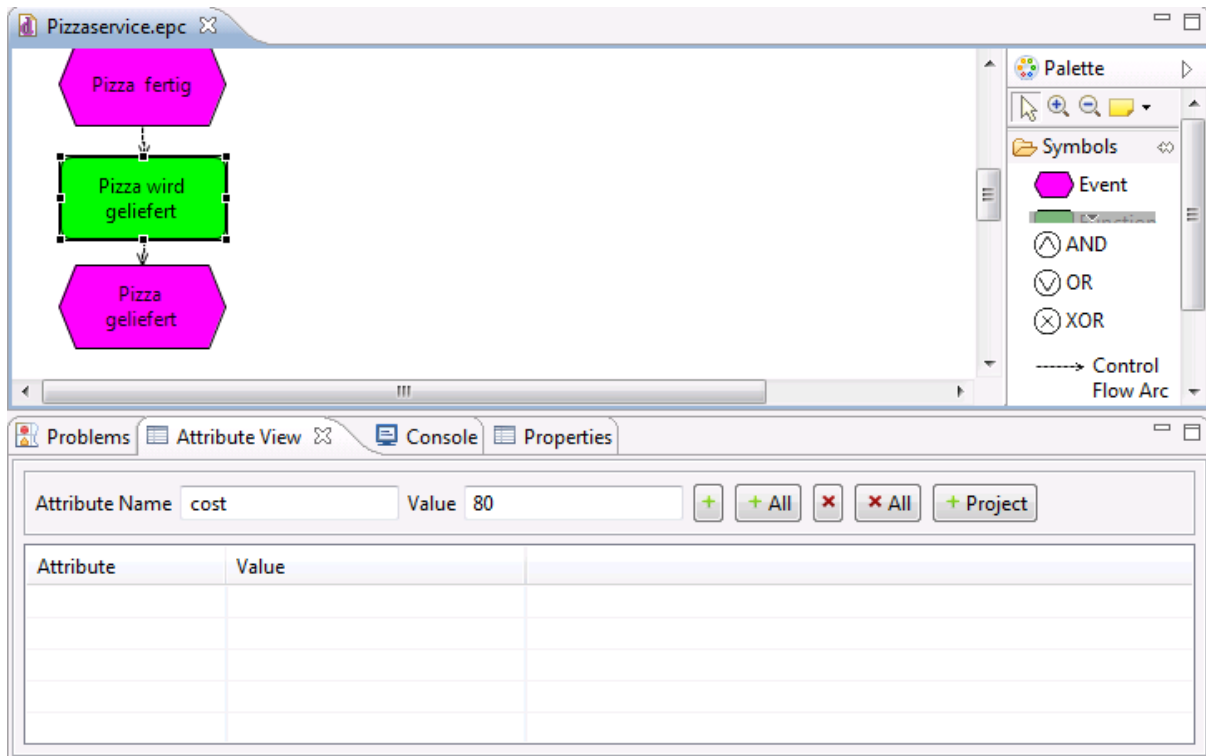 Pizzaservice.epc
Pizza fertig
Pizza wird
geliefert
Pizza
geliefert
Palette
Symbols
Event
Function
AND
OR
XOR
Control
Flow Arc
Problems Attribute View Console Properties
Attribute Name cost Value 80 + + All All + Project
Attribute Value